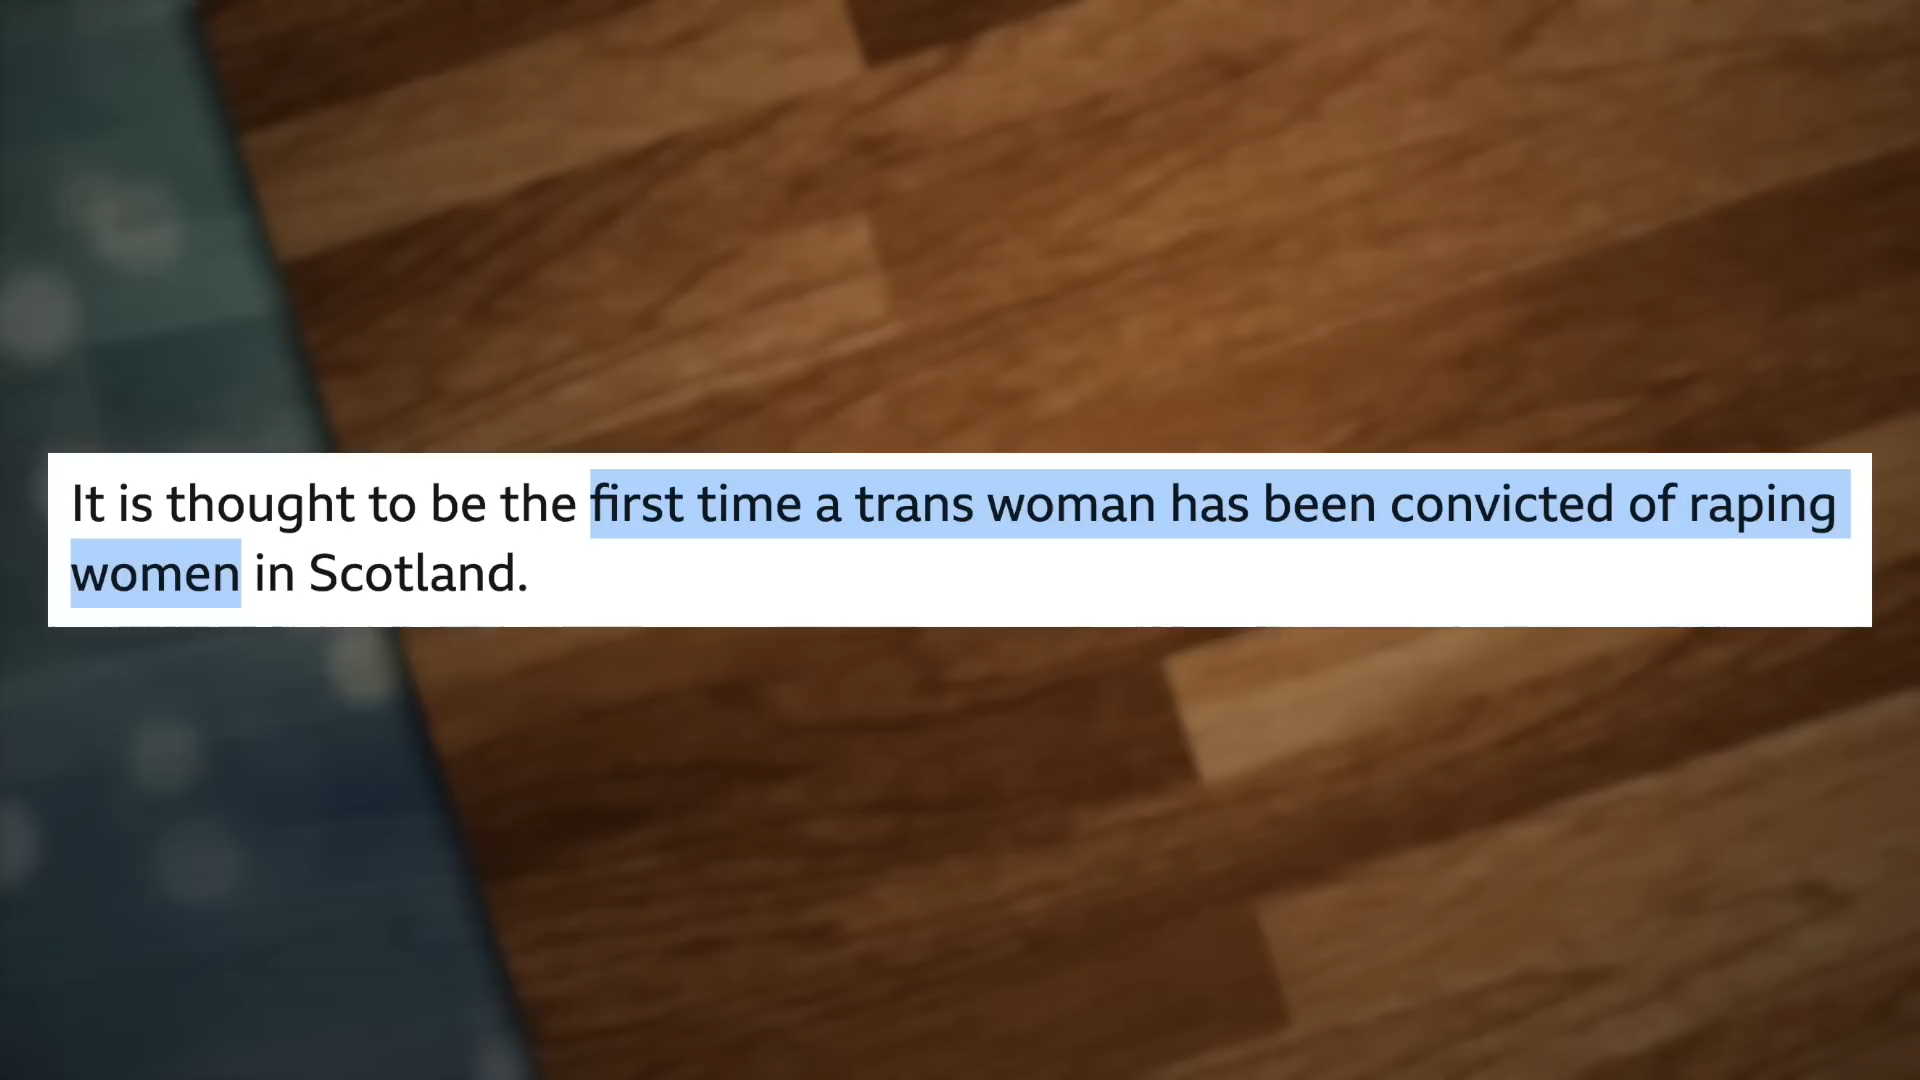 It is thought to be the first time a trans woman has been convicted of raping
women in Scotland.